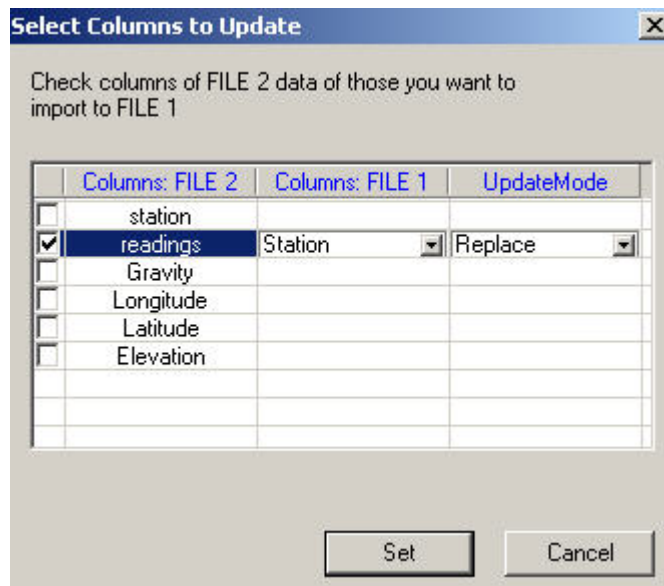 Select Columns to Update
Check columns of FILE 2 data of those you want to
import to FILE 1
Columns: FILE 2 Columns: FILE 1 UpdateMode
station
readings Station Replace
Gravity
Longitude
Latitude
Elevation
Set Cancel